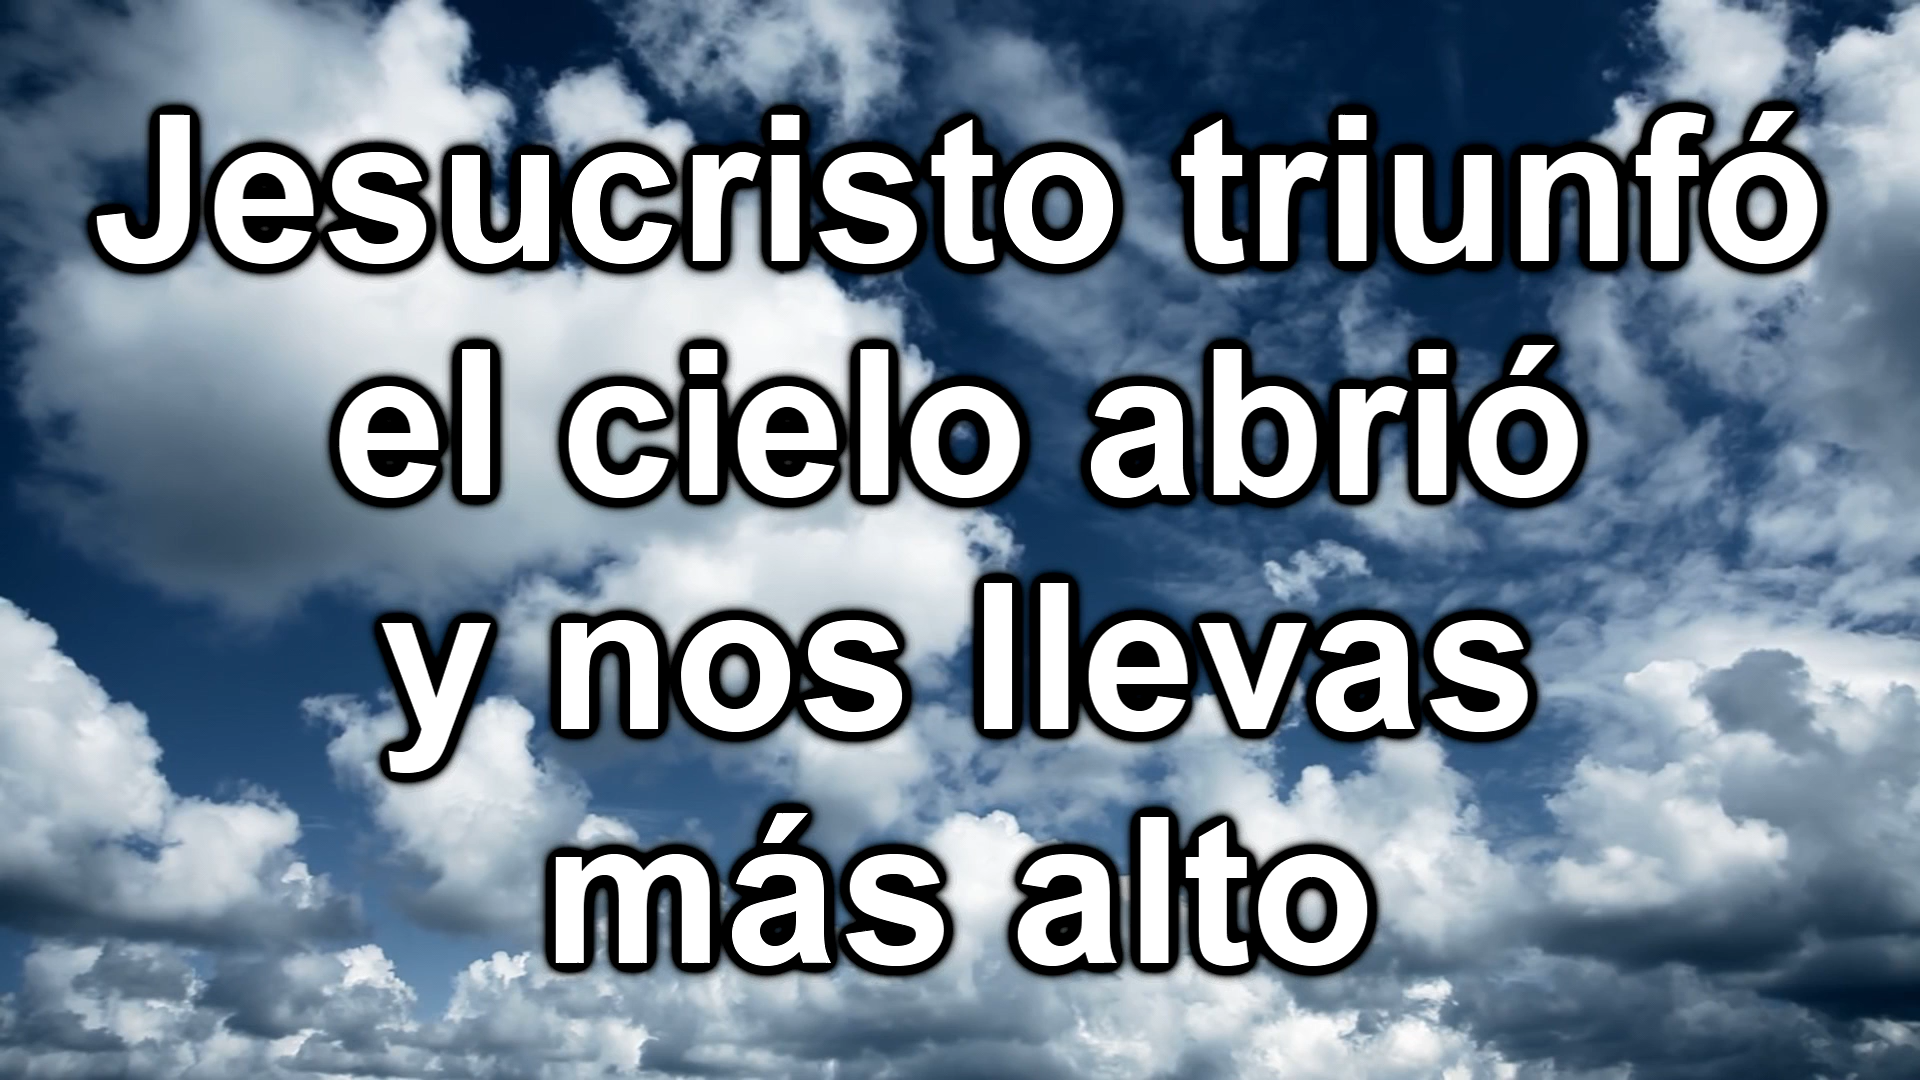 Jesucristo triunfó
el cielo abrió
y nos llevas
más alto